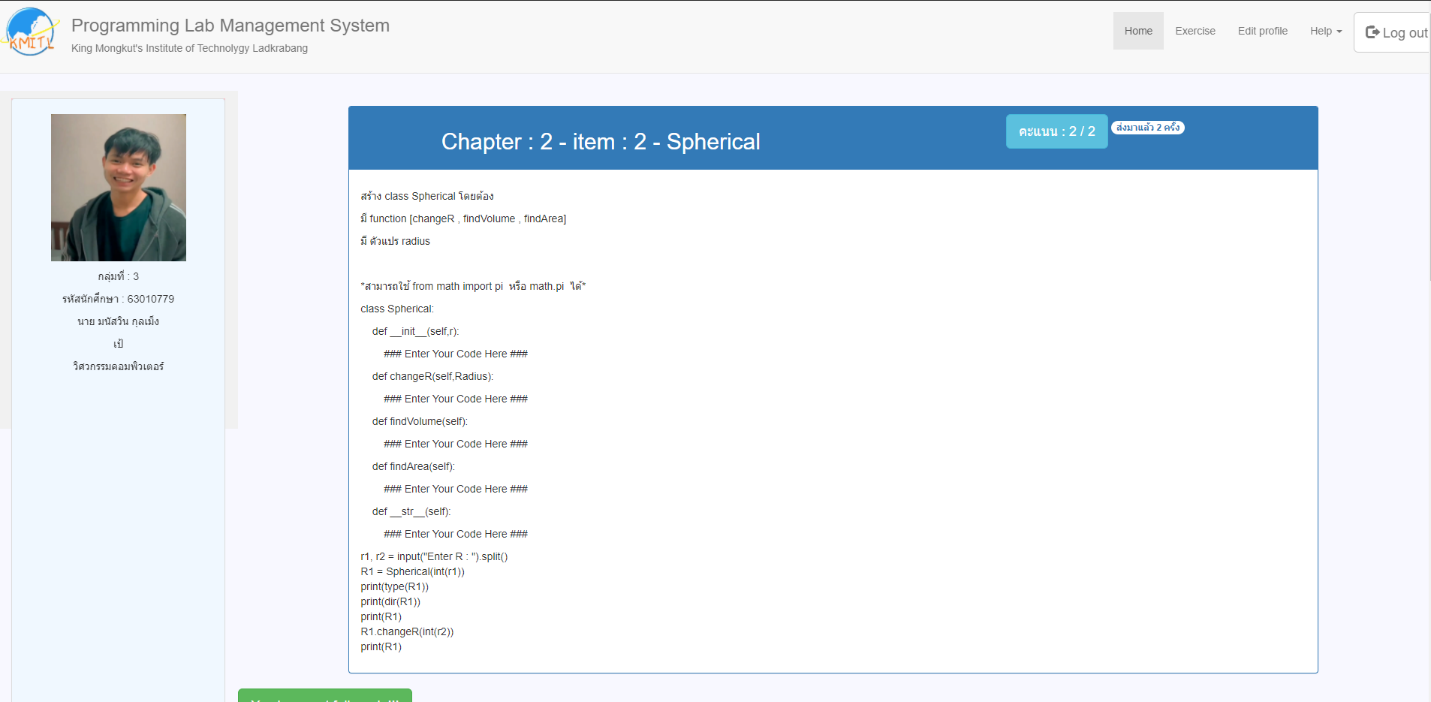 KMITL
Programming Lab Management System
King Mongkut's Institute of Technolygy Ladkrabang
Home
Exercise
Edit profile
Help
Log out
กลุ่มที่ : 3
รหัสนักศึกษา : 63010779
นาย มนัสวิน กุลเม็ง
เป้
วิศวกรรมคอมพิวเตอร์
Chapter : 2 - item : 2 - Spherical
คะแนน : 2 / 2
ส่งมาแล้ว 2 ครั้ง
สร้าง class Spherical โดยต้อง
มี function [changeR , findVolume , findArea]
มี ตัวแปร radius
*สามารถใช้ from math import pi หรือ math.pi ได้*
class Spherical:
def __init__(self,r):
### Enter Your Code Here ###
def changeR(self,Radius):
### Enter Your Code Here ###
def findVolume(self):
### Enter Your Code Here ###
def findArea(self):
### Enter Your Code Here ###
def __str__(self):
### Enter Your Code Here ###
r1, r2 = input("Enter R : ").split()
R1 = Spherical(int(r1))
print(type(R1))
print(dir(R1))
print(R1)
R1.changeR(int(r2))
print(R1)